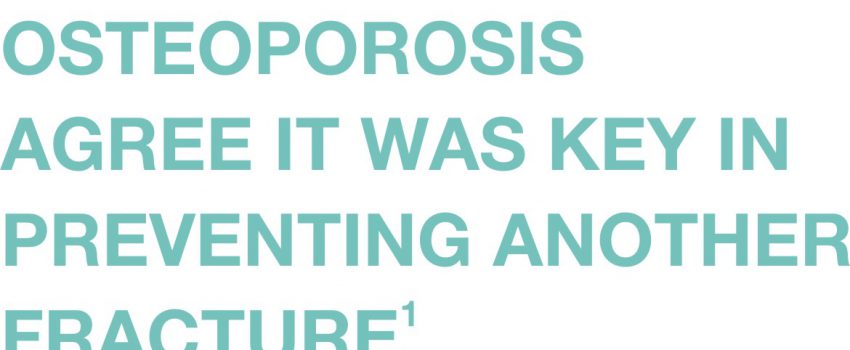 OSTEOPOROSIS
AGREE IT WAS KEY IN
PREVENTING ANOTHER
FRACTURE¹